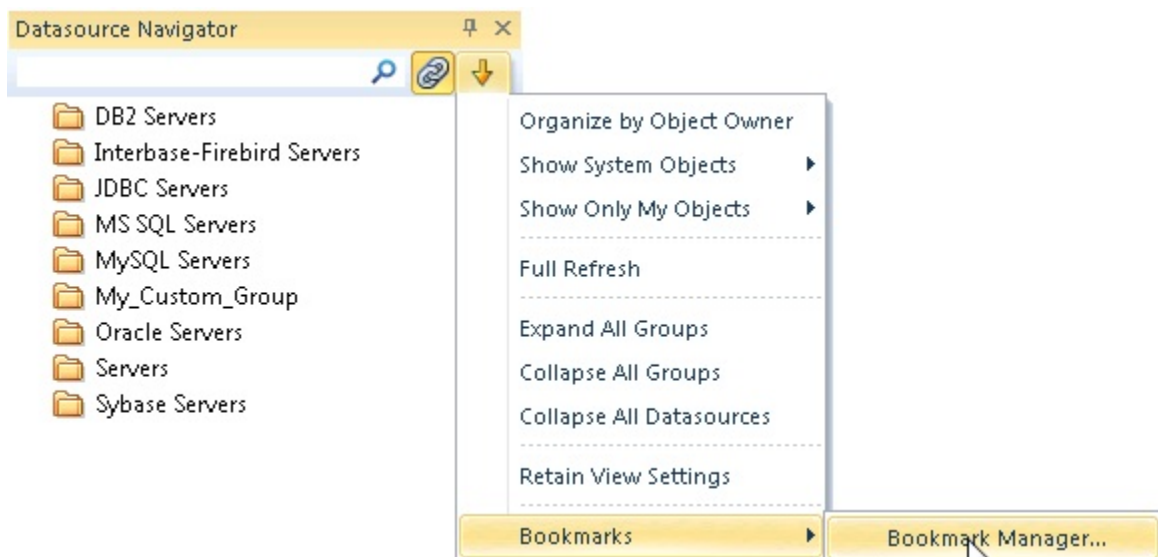 Datasource Navigator
DB2 Servers
Interbase-Firebird Servers
JDBC Servers
MS SQL Servers
MySQL Servers
My_Custom_Group
Oracle Servers
Servers
Sybase Servers
Organize by Object Owner
Show System Objects
Show Only My Objects
Full Refresh
Expand All Groups
Collapse All Groups
Collapse All Datasources
Retain View Settings
Bookmarks
Bookmark Manager...